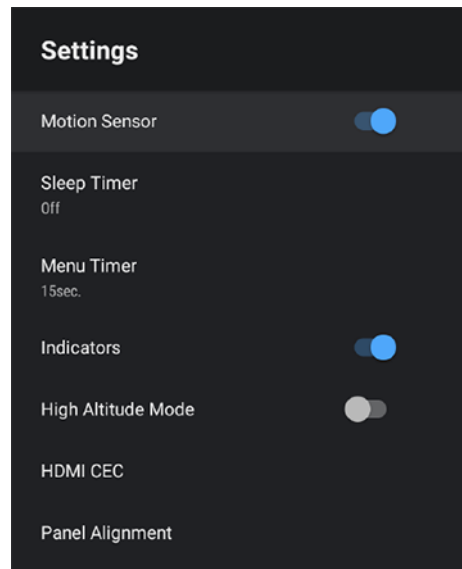 Settings
Motion Sensor
Sleep Timer
Off
Menu Timer
15sec.
Indicators
High Altitude Mode
HDMI CEC
Panel Alignment